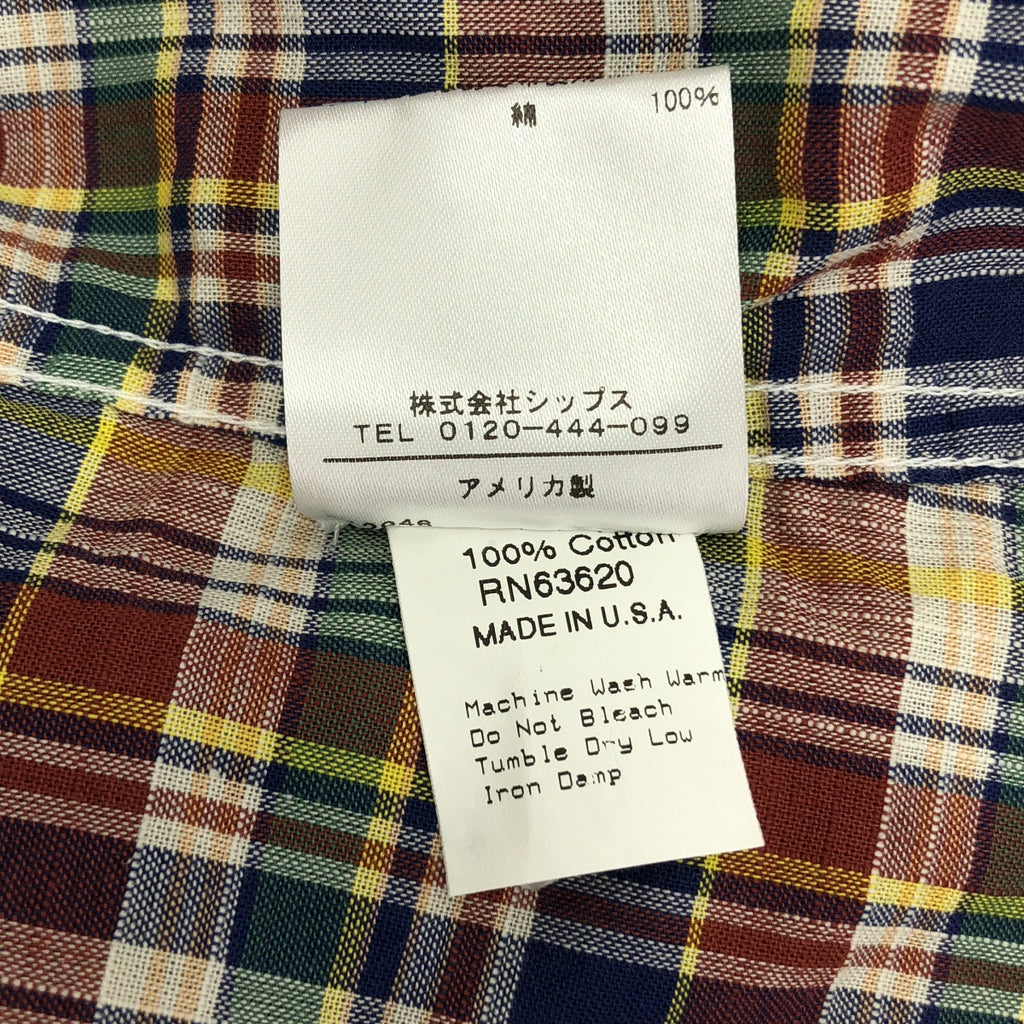 綿 100%
株式会社シップス
TEL 0120-444-099
アメリカ製
100% Cotton
RN63620
MADE IN U.S.A.
Machine Wash Warm
Do Not Bleach
Tumble Dry Low
Iron Damp